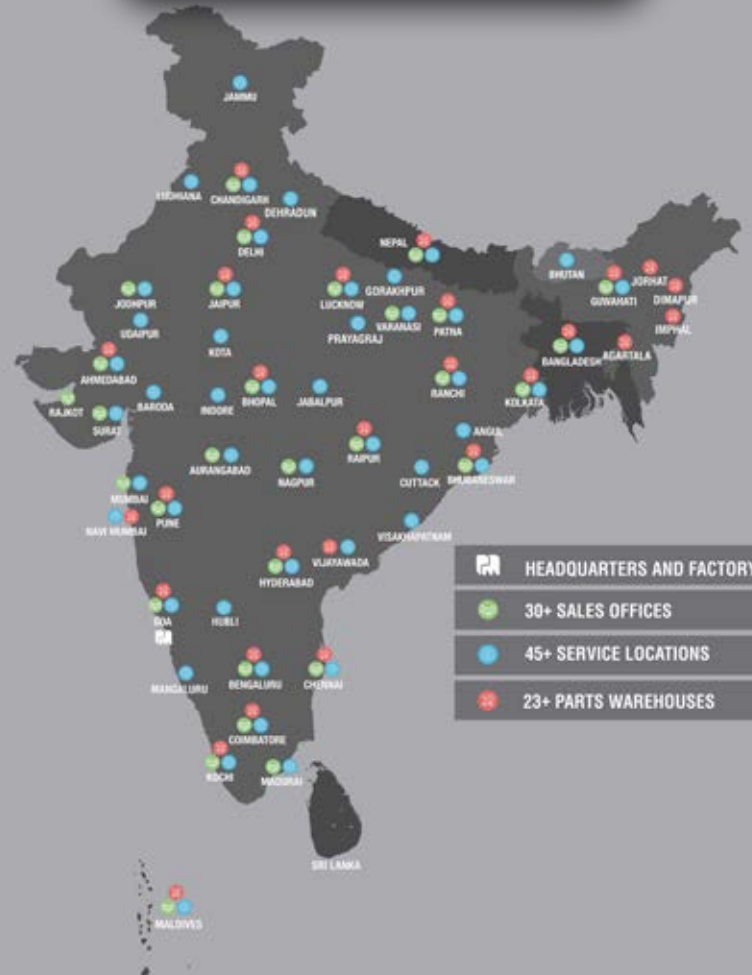 JAMMU
LUDHIANA
CHANDIGARH
DEHRADUN
DELHI
NEPAL
BHUTAN
JORHAT
JODHPUR
JAIPUR
LUCKNOW
GORAKHPUR
GUWAHATI
DIMAPUR
UDAIPUR
VARANASI
PATNA
IMPHAL
KOTA
PRAYAGRAJ
BANGLADESH
AGARTALA
AHMEDABAD
BARODA
INDORE
BHOPAL
JABALPUR
RANCHI
KOLKATA
RAJKOT
SURAT
ANGUL
AURANGABAD
NAGPUR
RAIPUR
CUTTACK
BHUBANESWAR
MUMBAI
PUNE
NAVI MUMBAI
VISAKHAPATNAM
HYDERABAD
VIJAYAWADA
HEADQUARTERS AND FACTORY
30+ SALES OFFICES
45+ SERVICE LOCATIONS
23+ PARTS WAREHOUSES
GOA
HUBLI
MANGALURU
BENGALURU
CHENNAI
COIMBATORE
KOCHI
MADURAI
SRI LANKA
MALDIVES